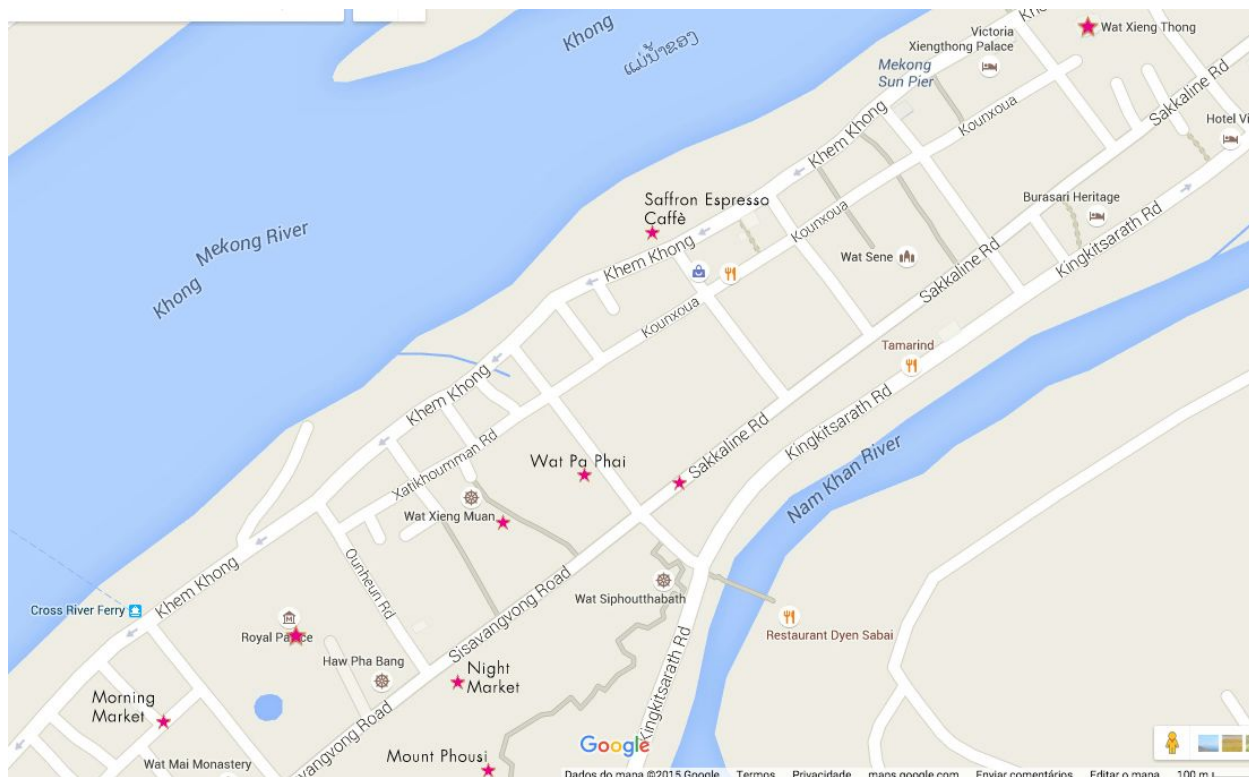 Khong
ແມ່ນ້ຳຂອງ
Victoria
Xiengthong Palace
Wat Xieng Thong
Mekong
Sun Pier
Sakkaline Rd
Kounxoua
Hotel Vi
Khem Khong
Saffron Espresso
Caffè
Burasari Heritage
Mekong River
Khong
Kounxoua
Wat Sene
Kingkitsarath Rd
Khem Khong
Sakkaline Rd
Kounxoua
Tamarind
Khem Khong
Kingkitsarath Rd
Xatikhoumman Rd
Wat Pa Phai
Sakkaline Rd
Nam Khan River
Wat Xieng Muan
Ounheun Rd
Khem Khong
Wat Siphoutthabath
Cross River Ferry
Royal Palace
Sisavangvong Road
Restaurant Dyen Sabai
Haw Pha Bang
Night
Market
Kingkitsarath Rd
Morning
Market
Sisavangvong Road
Wat Mai Monastery
Mount Phousi
Google
Dados do mapa ©2015 Google Termos Privacidade maps.google.com Enviar comentários Editar o mapa 100 m